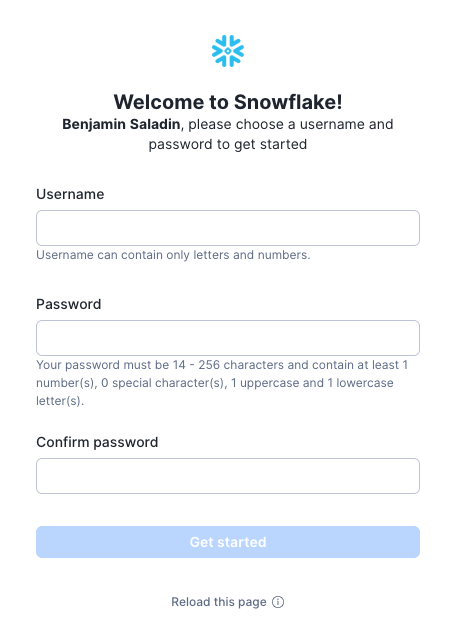 Welcome to Snowflake!
Benjamin Saladin, please choose a username and
password to get started
Username
Username can contain only letters and numbers.
Password
Your password must be 14 - 256 characters and contain at least 1
number(s), 0 special character(s), 1 uppercase and 1 lowercase
letter(s).
Confirm password
Get started
Reload this page